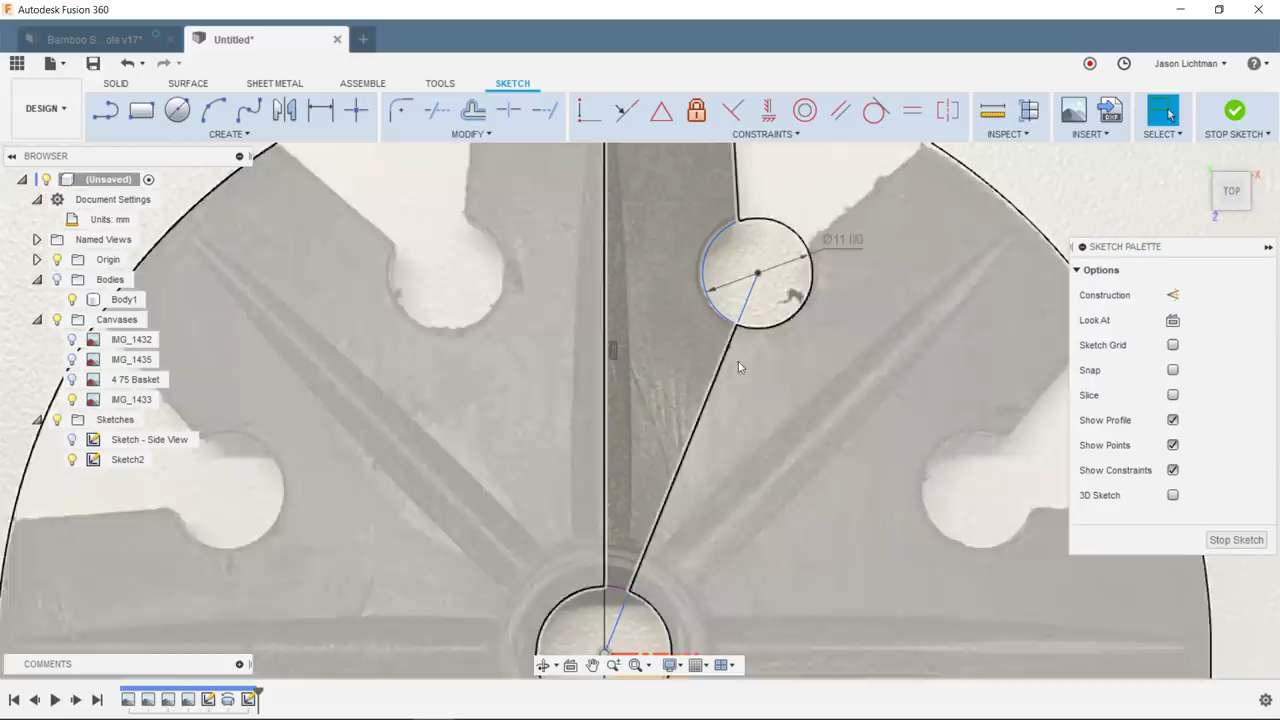 Autodesk Fusion 360
Bamboo S...ole v17*
Untitled*
Jason Lichtman
SOLID SURFACE SHEET METAL ASSEMBLE TOOLS SKETCH
DESIGN
CREATE MODIFY CONSTRAINTS INSPECT INSERT SELECT STOP SKETCH
DXF
BROWSER
(Unsaved)
Document Settings
Units: mm
Named Views
Origin
Bodies
Body1
Canvases
IMG_1432
IMG_1435
4 75 Basket
IMG_1433
Sketches
Sketch - Side View
Sketch2
Ø11.00
TOP
X
Z
SKETCH PALETTE
Options
Construction
Look At
Sketch Grid
Snap
Slice
Show Profile
Show Points
Show Constraints
3D Sketch
Stop Sketch
COMMENTS